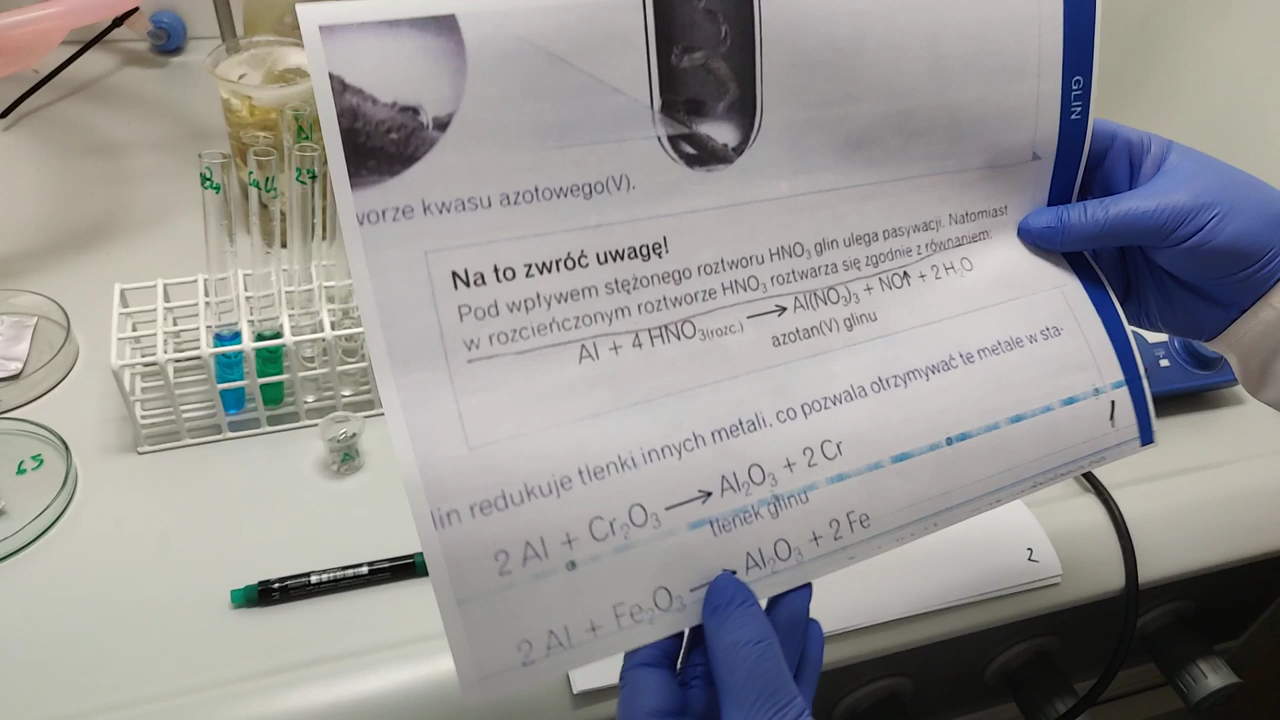 GLIN
worze kwasu azotowego(V).
Na to zwróć uwagę!
Pod wpływem stężonego roztworu HNO₃ glin ulega pasywacji. Natomiast
w rozcieńczonym roztworze HNO₃ roztwarza się zgodnie z równaniem:
Al + 4 HNO₃(rozc.) ⟶ Al(NO₃)₃ + NO↑ + 2 H₂O
azotan(V) glinu
lin redukuje tlenki innych metali, co pozwala otrzymywać te metale w sta-
2 Al + Cr₂O₃ ⟶ Al₂O₃ + 2 Cr
tlenek glinu
2 Al + Fe₂O₃ ⟶ Al₂O₃ + 2 Fe
1
2
Al
27
65